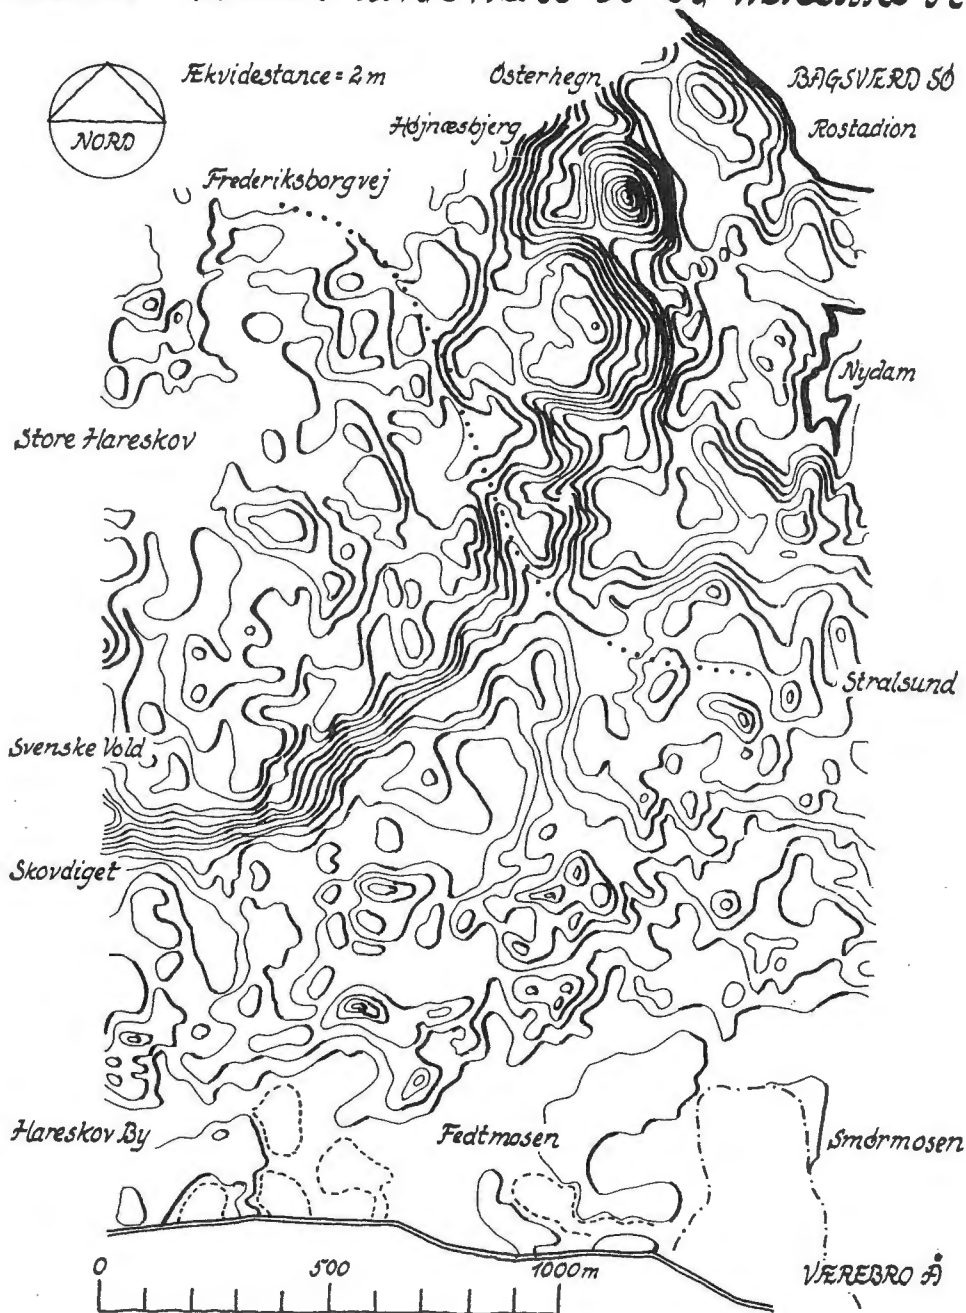 Ækvidestance = 2 m
Østerhegn
BAGSVÆRD SØ
Højnæsbjerg
Rostadion
NORD
Frederiksborgvej
Nydam
Store Hareskov
Stralsund
Svenske Vold
Skovdiget
Hareskov By
Fedtmosen
Smørmosen
0 500 1000 m
VÆREBRO Å